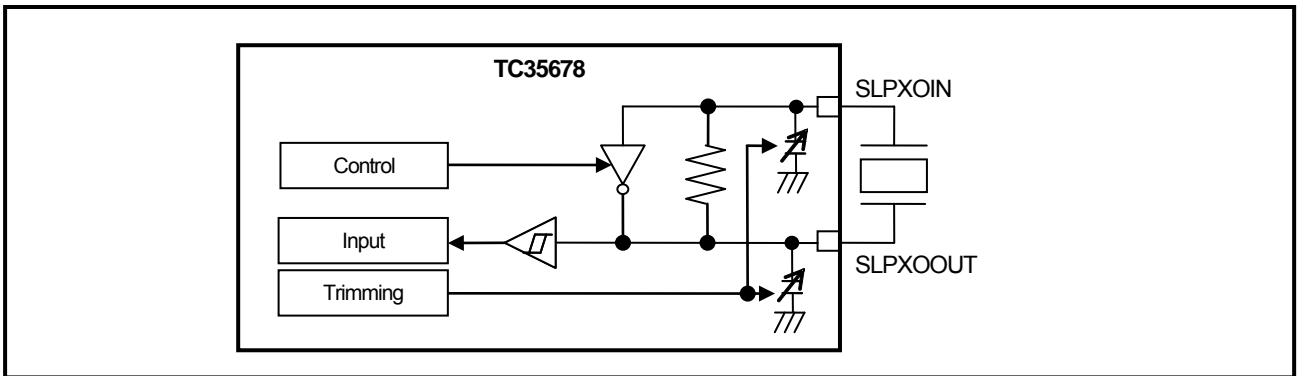 TC35678
SLPXOIN
Control
Input
SLPXOOUT
Trimming